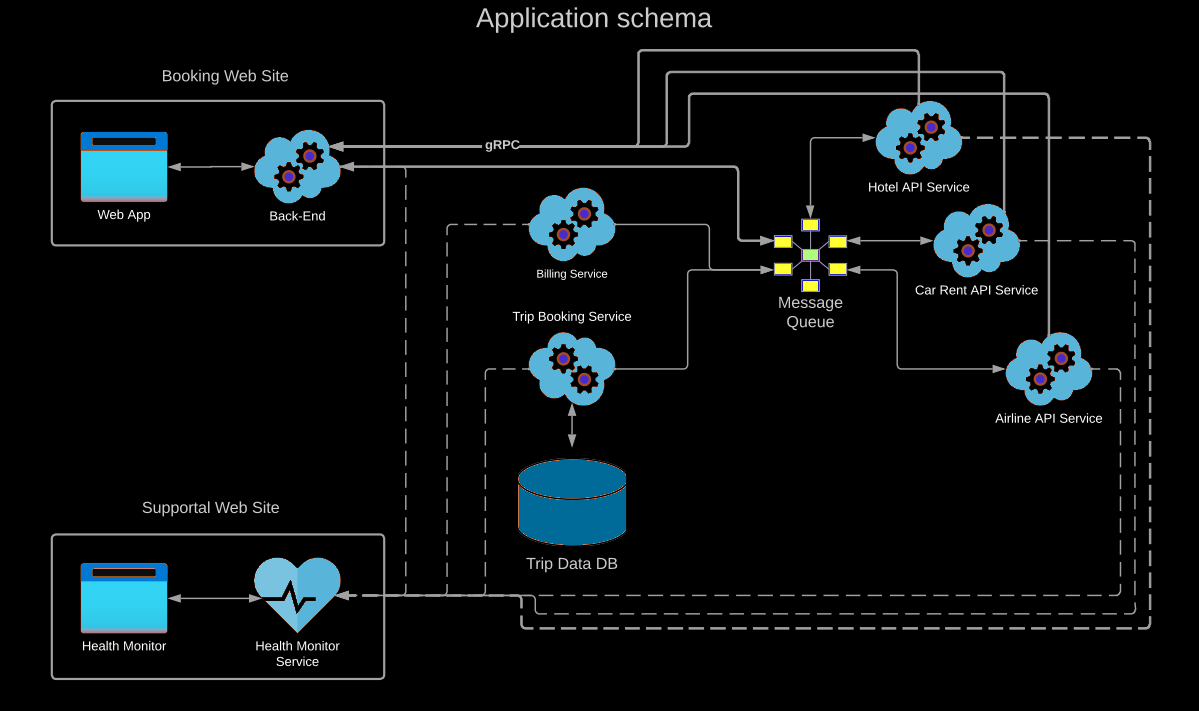 Application schema
Booking Web Site
Web App
Back-End
gRPC
Hotel API Service
Billing Service
Car Rent API Service
Message
Queue
Trip Booking Service
Airline API Service
Trip Data DB
Supportal Web Site
Health Monitor
Health Monitor
Service